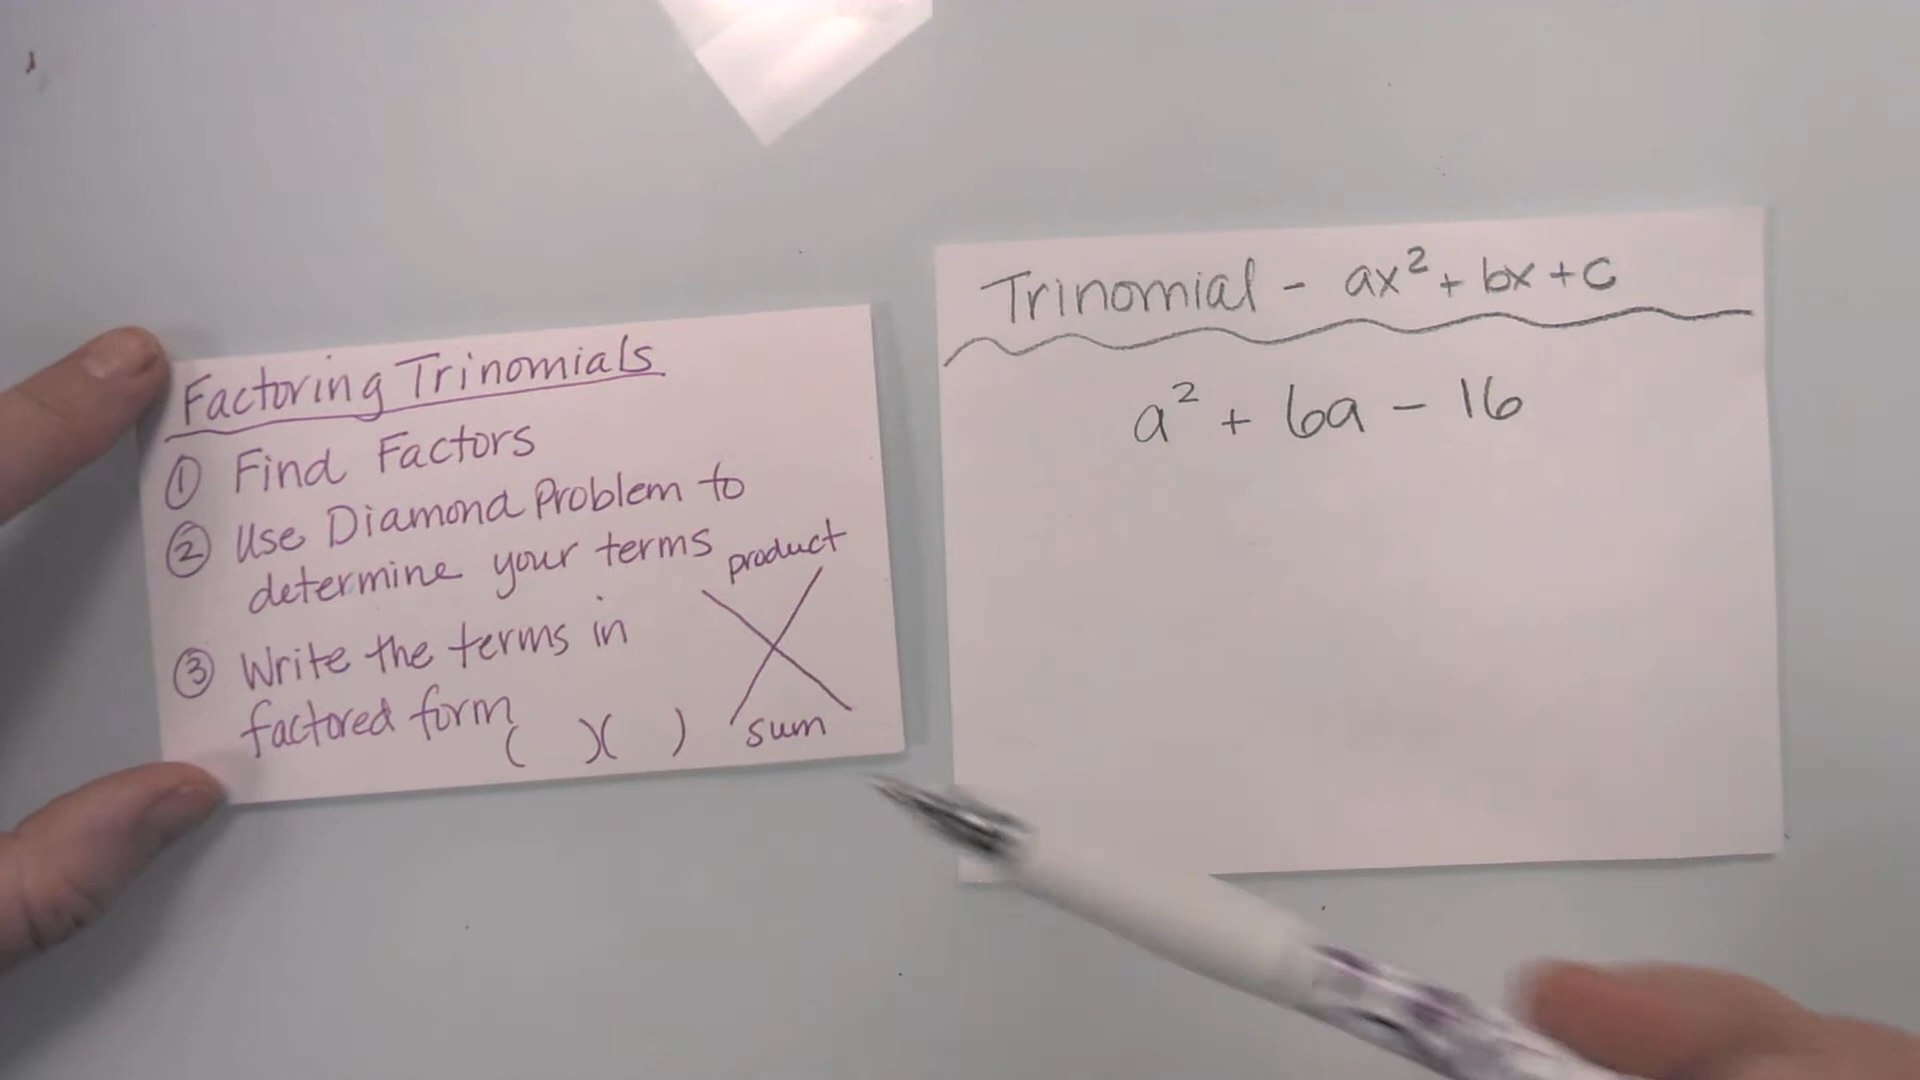 Factoring Trinomials
① Find Factors
② Use Diamond Problem to
determine your terms
product
③ Write the terms in
factored form
( )( )
sum
Trinomial - ax² + bx + c
a² + 6a - 16